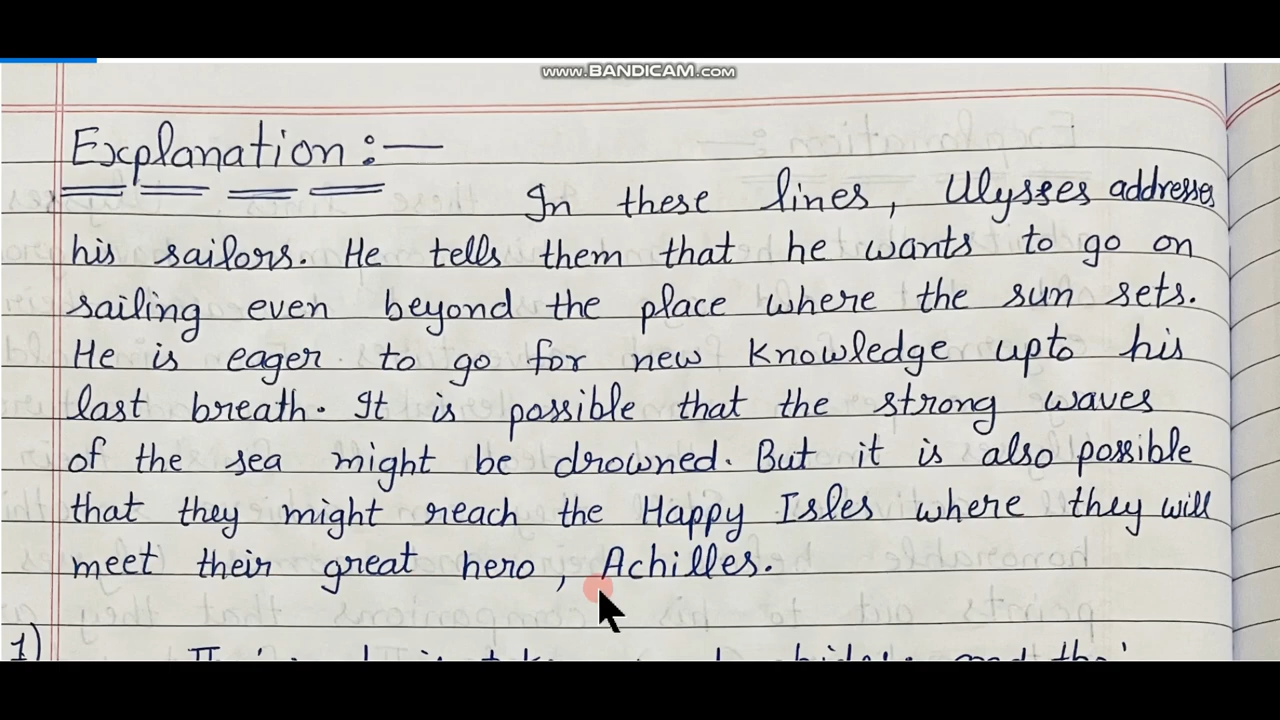 www.BANDICAM.com
Explanation :—
In these lines, Ulysses addresses
his sailors. He tells them that he wants to go on
sailing even beyond the place where the sun sets.
He is eager to go for new knowledge upto his
last breath. It is possible that the strong waves
of the sea might be drowned. But it is also possible
that they might reach the Happy Isles where they will
meet their great hero, Achilles.
1)